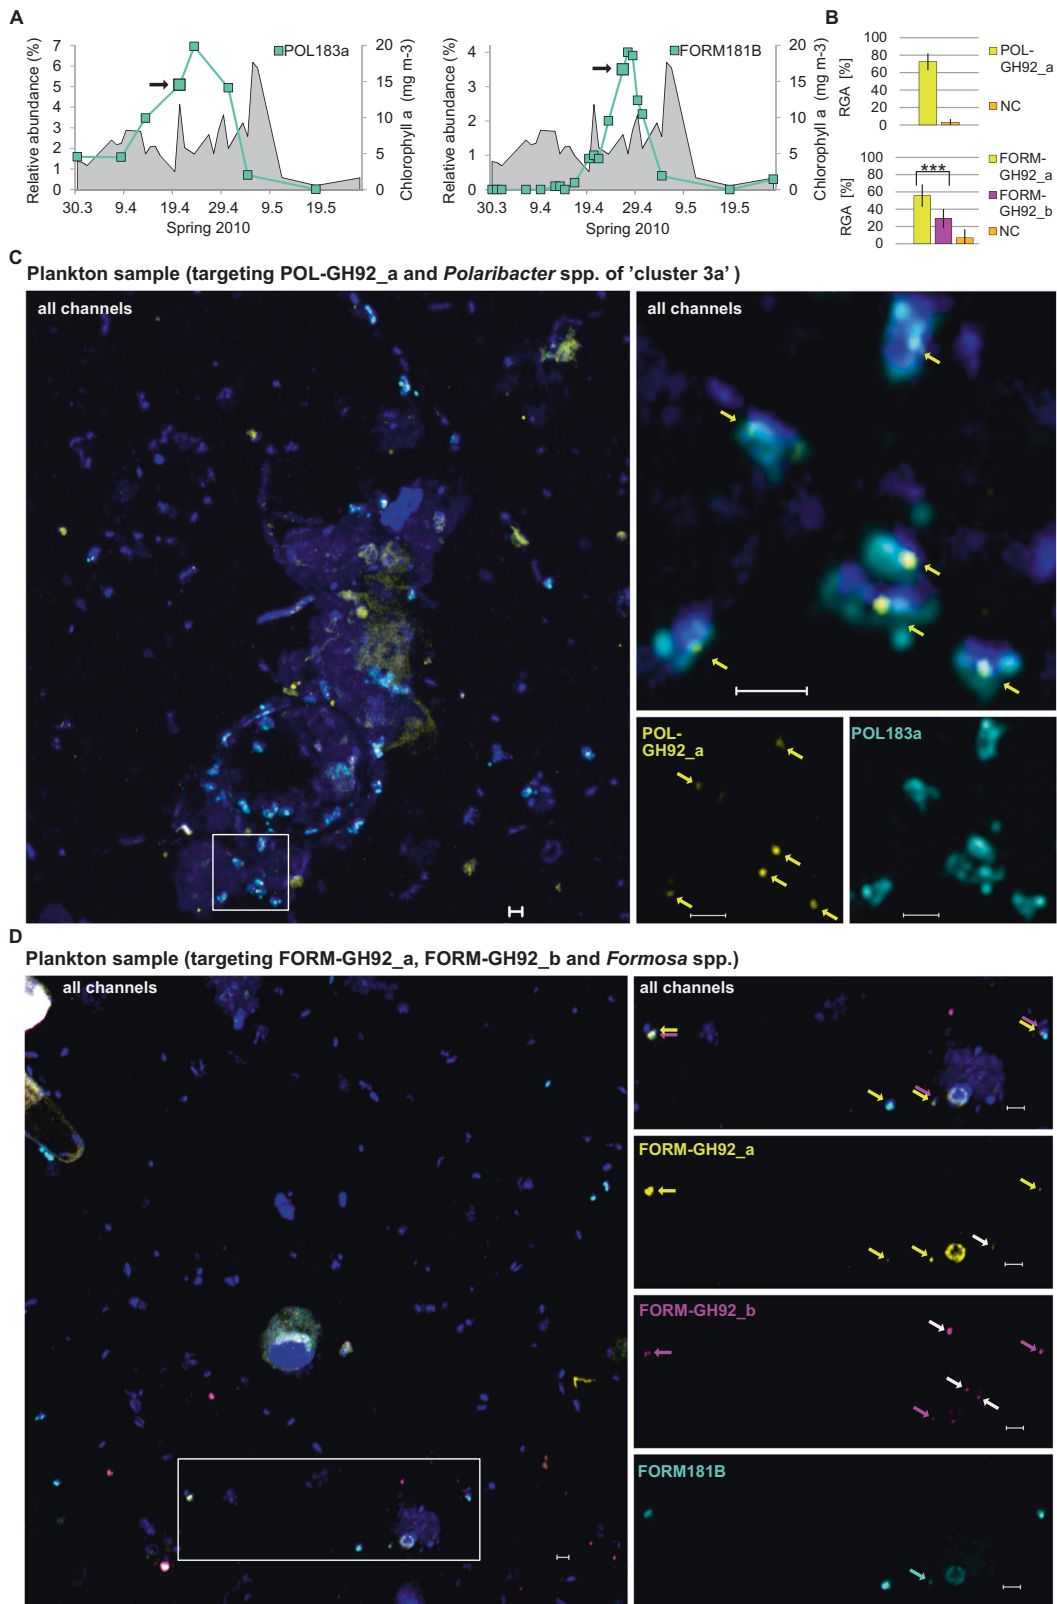 A
Relative abundance (%)
7
6
5
4
3
2
1
0
POL183a
20
15
10
5
0
Chlorophyll a (mg m-3)
30.3 9.4 19.4 29.4 9.5 19.5
Spring 2010
Relative abundance (%)
4
3
2
1
0
FORM181B
20
15
10
5
0
Chlorophyll a (mg m-3)
30.3 9.4 19.4 29.4 9.5 19.5
Spring 2010
B
RGA [%]
100
80
60
40
20
0
POL-
GH92_a
NC
RGA [%]
100
80
60
40
20
0
***
FORM-
GH92_a
FORM-
GH92_b
NC
C
Plankton sample (targeting POL-GH92_a and Polaribacter spp. of ’cluster 3a’ )
all channels
all channels
POL-
GH92_a
POL183a
D
Plankton sample (targeting FORM-GH92_a, FORM-GH92_b and Formosa spp.)
all channels
all channels
FORM-GH92_a
FORM-GH92_b
FORM181B